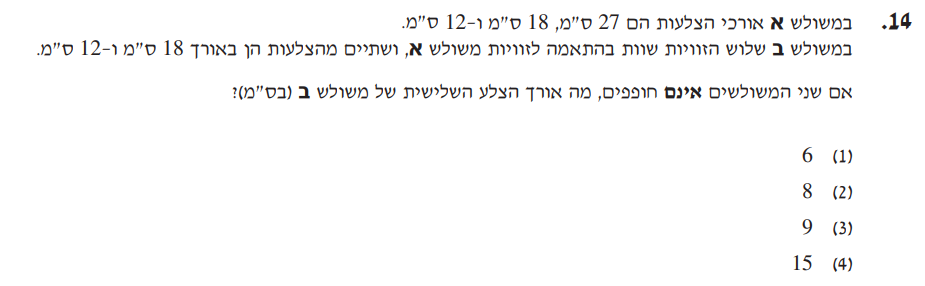 14. במשולש א אורכי הצלעות הם 27 ס"מ, 18 ס"מ ו-12 ס"מ.
במשולש ב שלוש הזוויות שוות בהתאמה לזוויות משולש א, ושתיים מהצלעות הן באורך 18 ס"מ ו-12 ס"מ.
אם שני המשולשים אינם חופפים, מה אורך הצלע השלישית של משולש ב (בס"מ)?
(1) 6
(2) 8
(3) 9
(4) 15